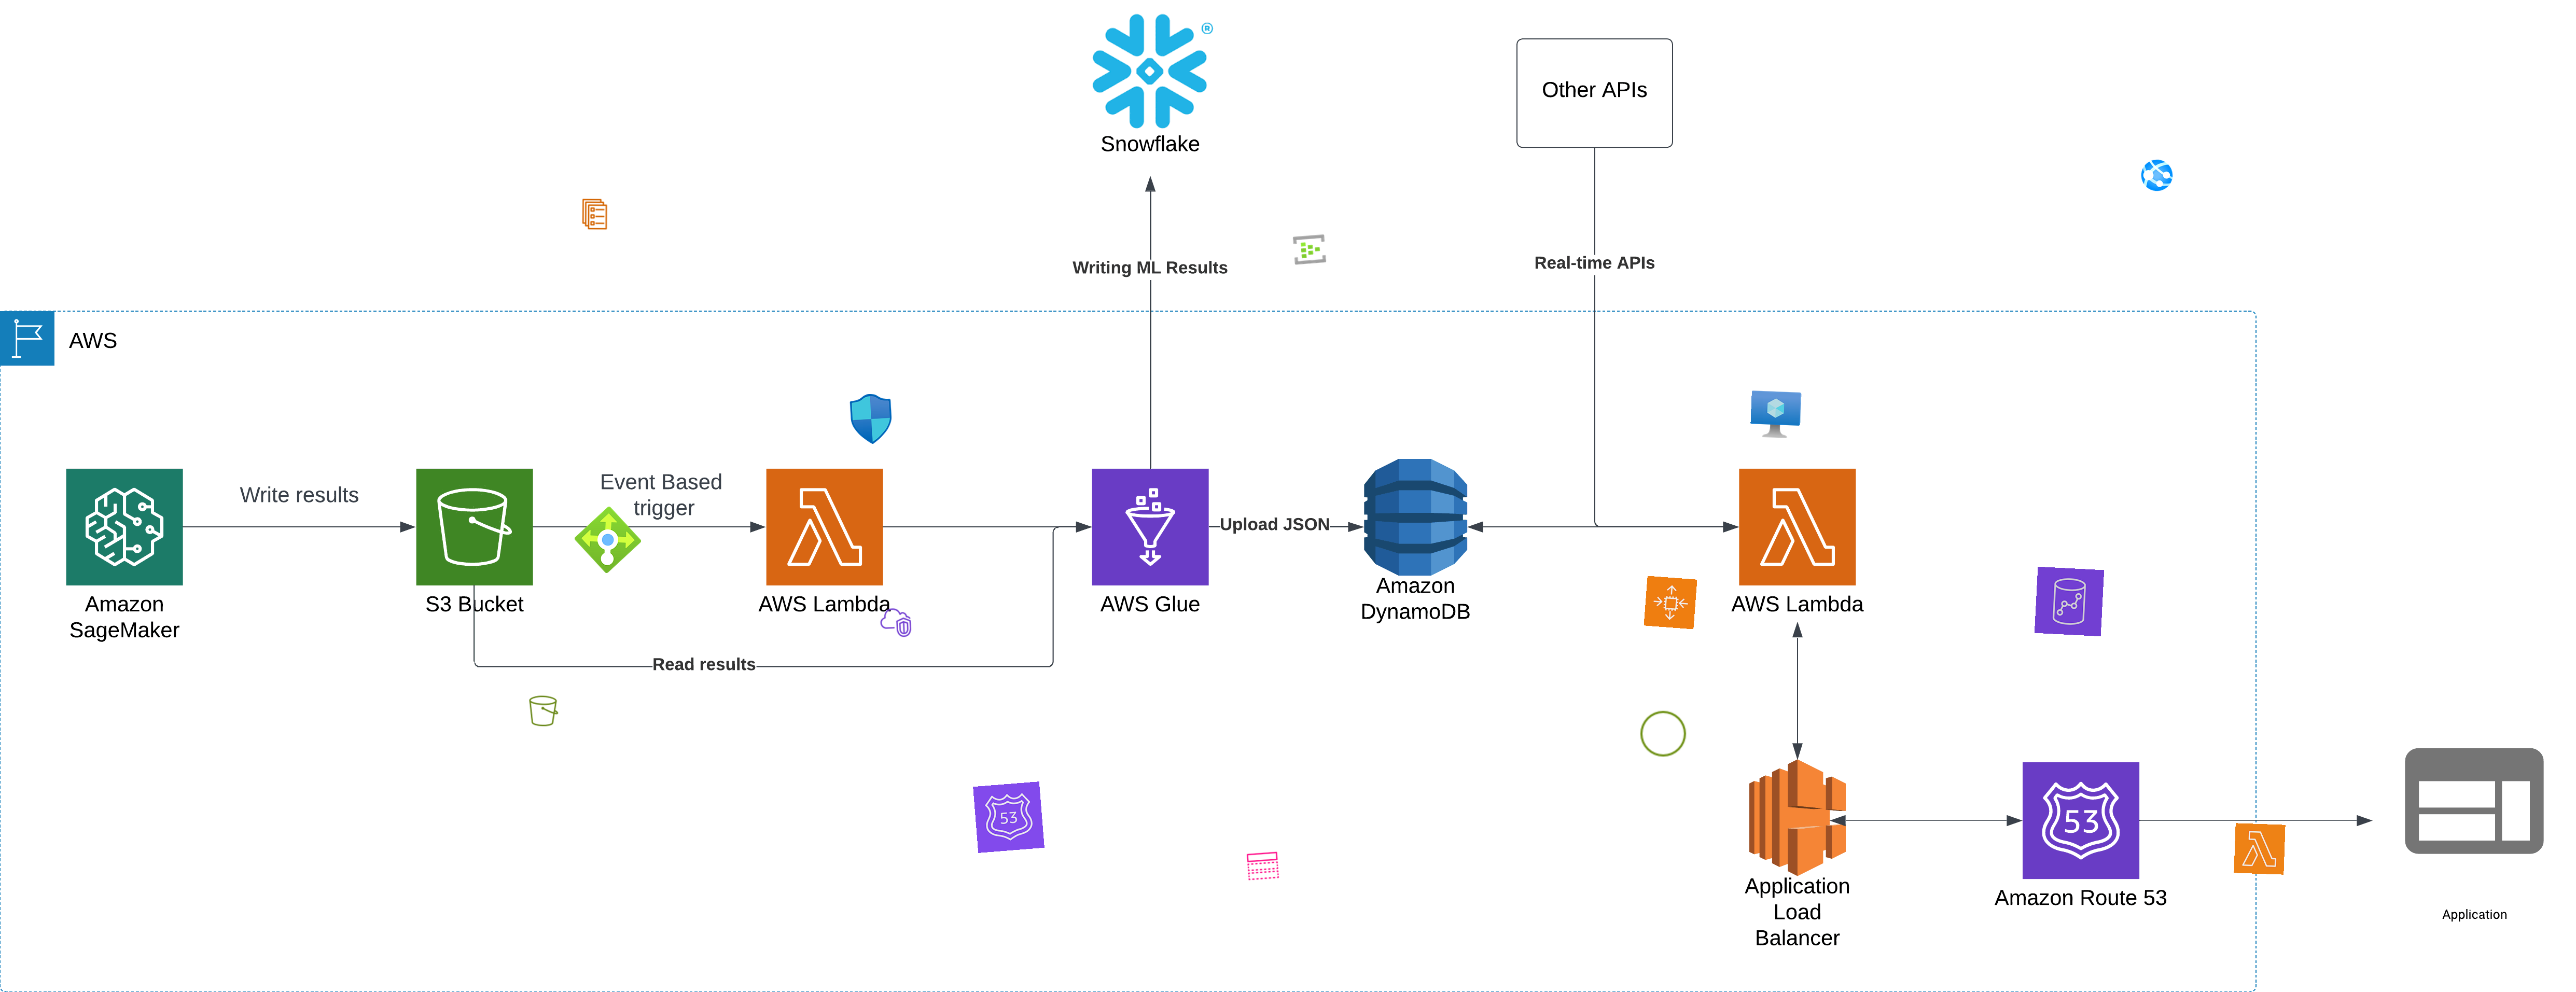 ®
Snowflake
Other APIs
Writing ML Results
Real-time APIs
AWS
Write results
Event Based
trigger
Upload JSON
Amazon
SageMaker
S3 Bucket
AWS Lambda
AWS Glue
Amazon
DynamoDB
AWS Lambda
Read results
53
53
Application
Load
Balancer
Amazon Route 53
Application